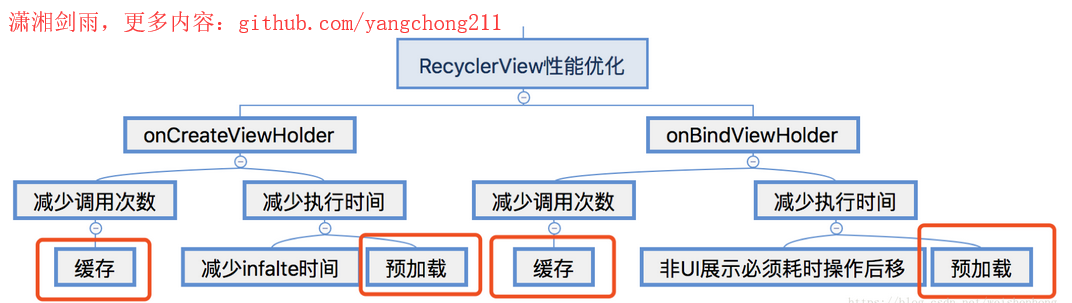 潇湘剑雨，更多内容：github.com/yangchong211
RecyclerView性能优化
onCreateViewHolder
onBindViewHolder
减少调用次数
减少执行时间
减少调用次数
减少执行时间
缓存
减少infalte时间
预加载
缓存
非UI展示必须耗时操作后移
预加载